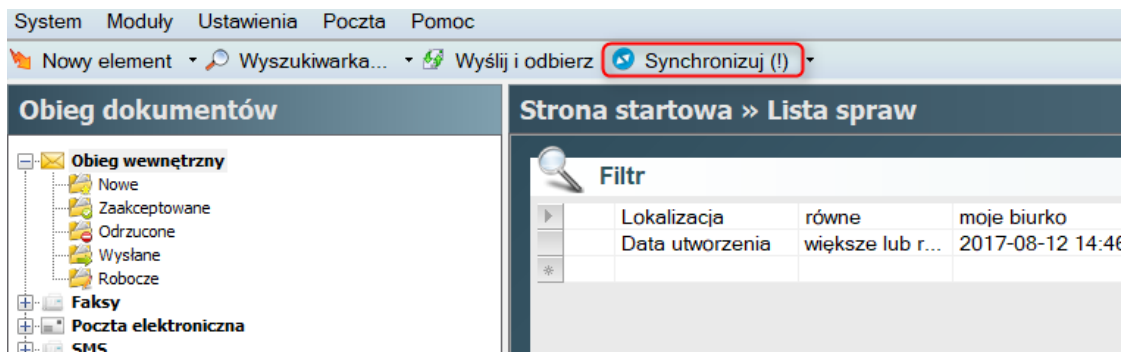 System Moduły Ustawienia Poczta Pomoc
Nowy element Wyszukiwarka... Wyślij i odbierz Synchronizuj (!)
Obieg dokumentów
Strona startowa » Lista spraw
Obieg wewnętrzny
Nowe
Zaakceptowane
Odrzucone
Wysłane
Robocze
Faksy
Poczta elektroniczna
SMS
Filtr
Lokalizacja równe moje biurko
Data utworzenia większe lub r... 2017-08-12 14:46